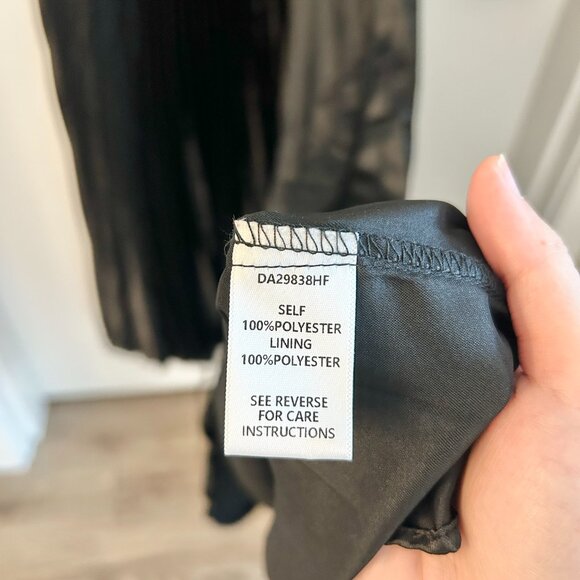 DA29838HF
SELF
100%POLYESTER
LINING
100%POLYESTER
SEE REVERSE
FOR CARE
INSTRUCTIONS